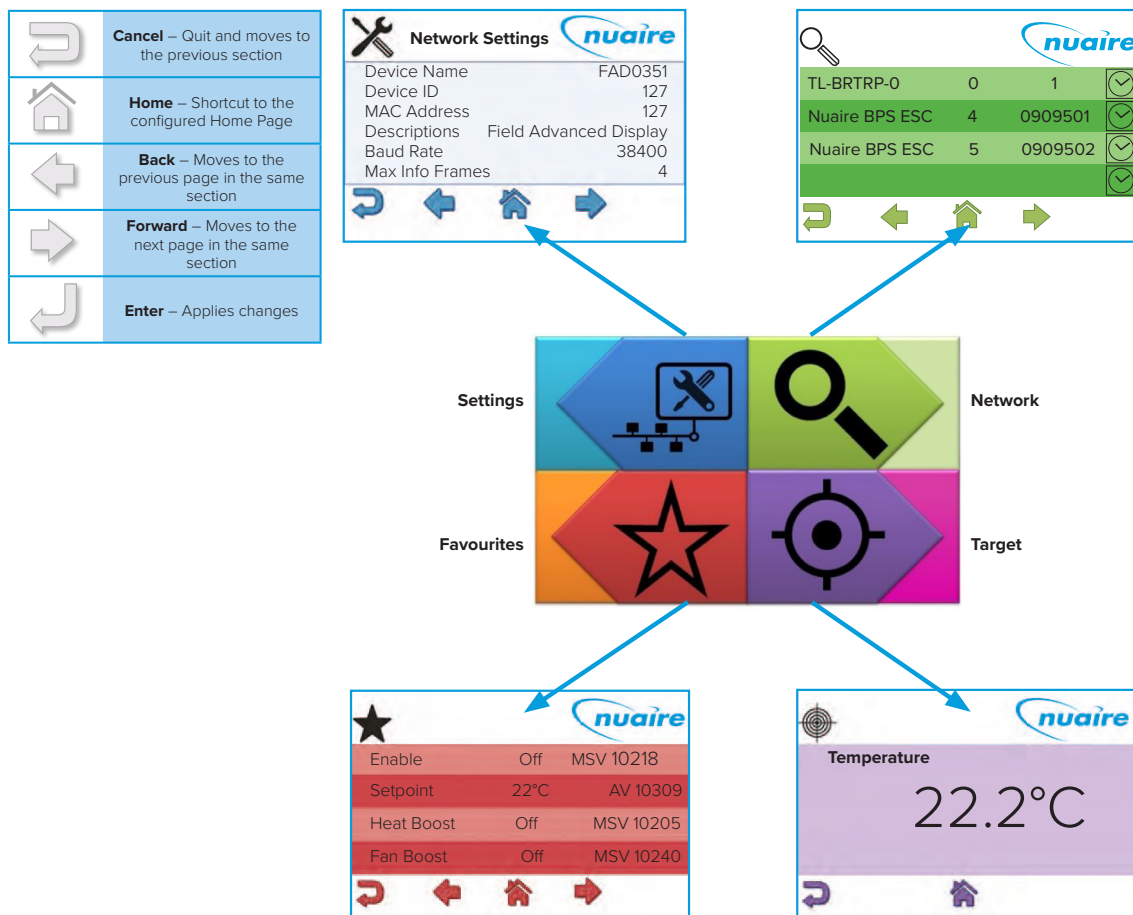 Cancel – Quit and moves to
the previous section
Home – Shortcut to the
configured Home Page
Back – Moves to the
previous page in the same
section
Forward – Moves to the
next page in the same
section
Enter – Applies changes
Network Settings nuaire
Device Name FAD0351
Device ID 127
MAC Address 127
Descriptions Field Advanced Display
Baud Rate 38400
Max Info Frames 4
nuaire
TL-BRTRP-0 0 1
Nuaire BPS ESC 4 0909501
Nuaire BPS ESC 5 0909502
Settings
Network
Favourites
Target
nuaire
Enable Off MSV 10218
Setpoint 22°C AV 10309
Heat Boost Off MSV 10205
Fan Boost Off MSV 10240
nuaire
Temperature
22.2°C